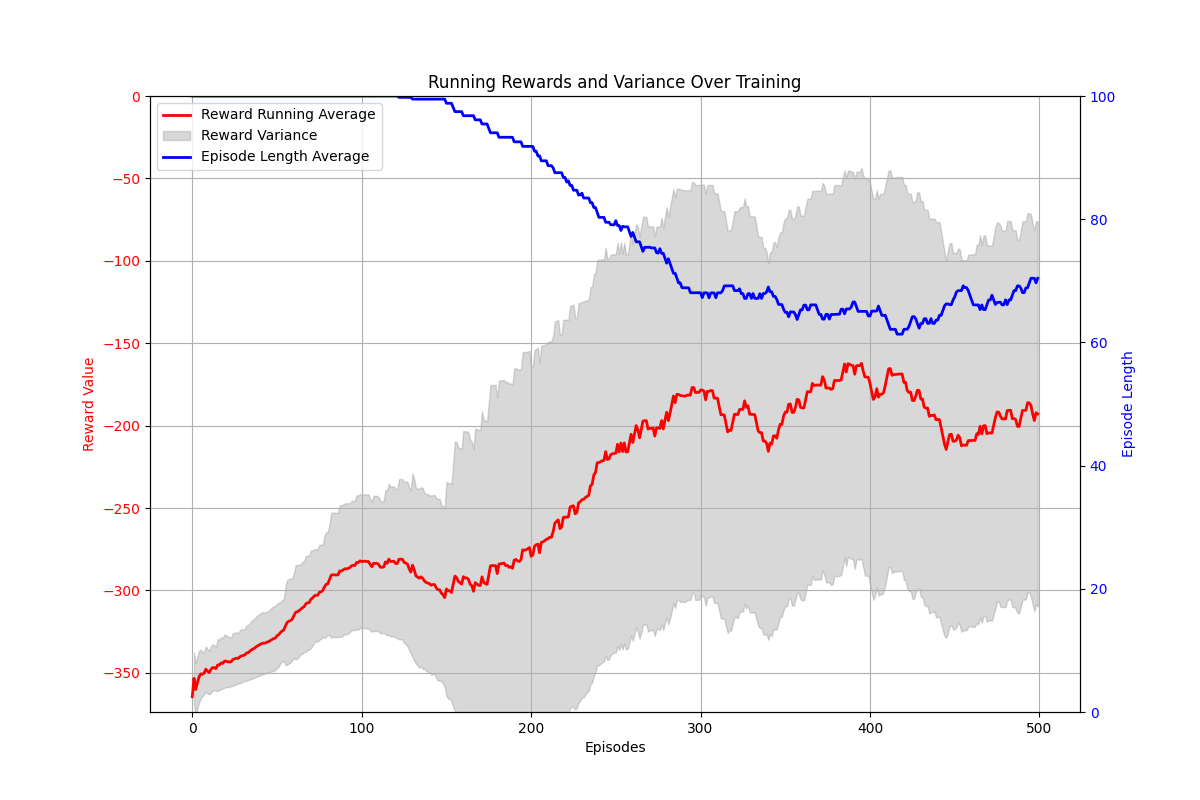 Running Rewards and Variance Over Training
Reward Running Average
Reward Variance
Episode Length Average
Reward Value
0
−50
−100
−150
−200
−250
−300
−350
0
100
200
300
400
500
Episodes
100
80
60
40
20
0
Episode Length